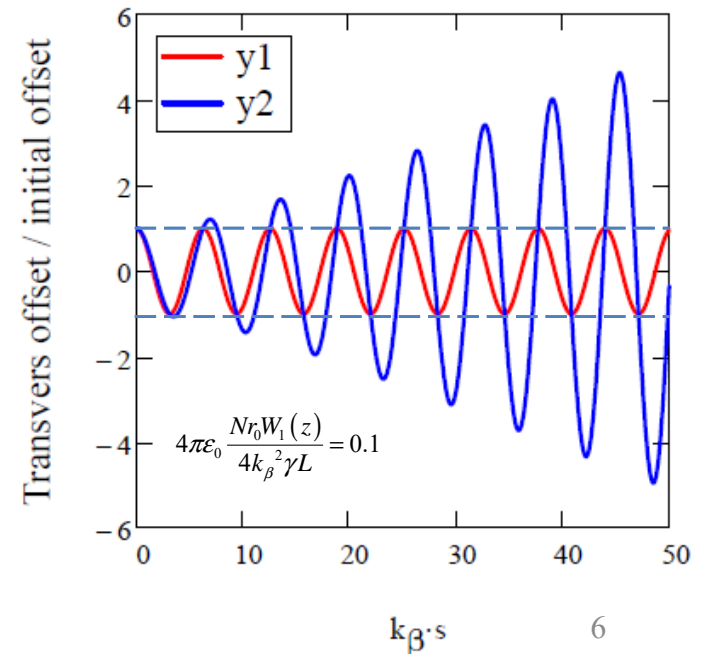 Transvers offset / initial offset
6
4
2
0
−2
−4
−6
y1
y2
4πε₀ Nr₀W₁(z) / 4k_β²γL = 0.1
0 10 20 30 40 50
k_β·s
6